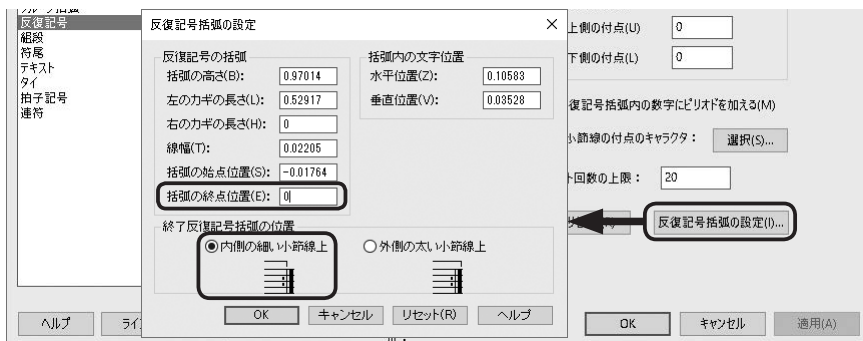 反復記号
組段
符尾
テキスト
タイ
拍子記号
連符
ヘルプ
反復記号括弧の設定 ×
反復記号の括弧
括弧の高さ(B): 0.97014
左のカギの長さ(L): 0.52917
右のカギの長さ(H): 0
線幅(T): 0.02205
括弧の始点位置(S): -0.01764
括弧の終点位置(E): 0
括弧内の文字位置
水平位置(Z): 0.10583
垂直位置(V): 0.03528
終了反復記号括弧の位置
内側の細い小節線上 外側の太い小節線上
OK キャンセル リセット(R) ヘルプ
上側の付点(U) 0
下側の付点(L) 0
復記号括弧内の数字にピリオドを加える(M)
小節線の付点のキャラクタ: 選択(S)...
ト回数の上限: 20
反復記号括弧の設定(I)...
OK キャンセル 適用(A)